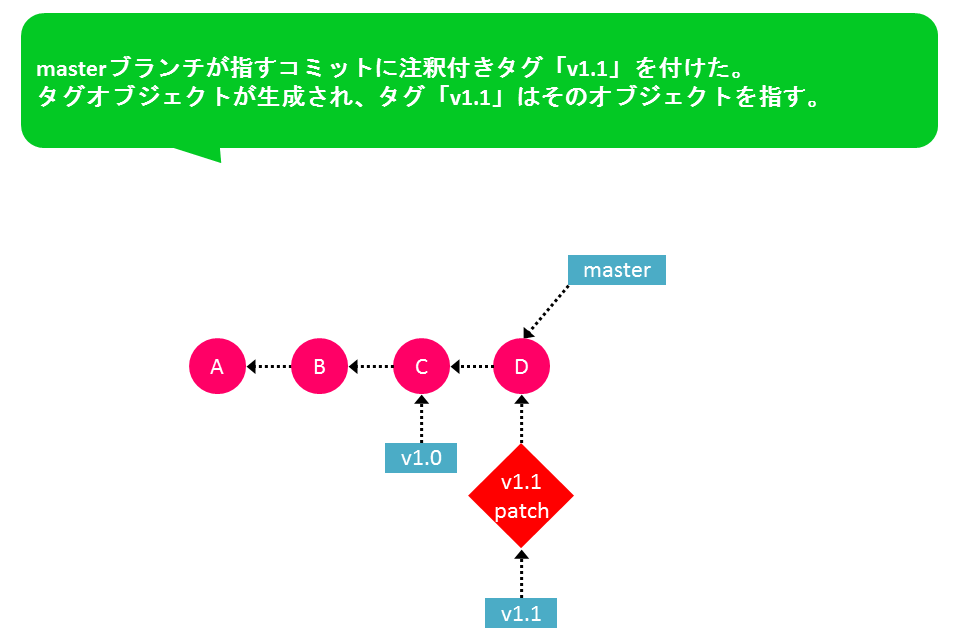 masterブランチが指すコミットに注釈付きタグ「v1.1」を付けた。
タグオブジェクトが生成され、タグ「v1.1」はそのオブジェクトを指す。
master
A
B
C
D
v1.0
v1.1
patch
v1.1